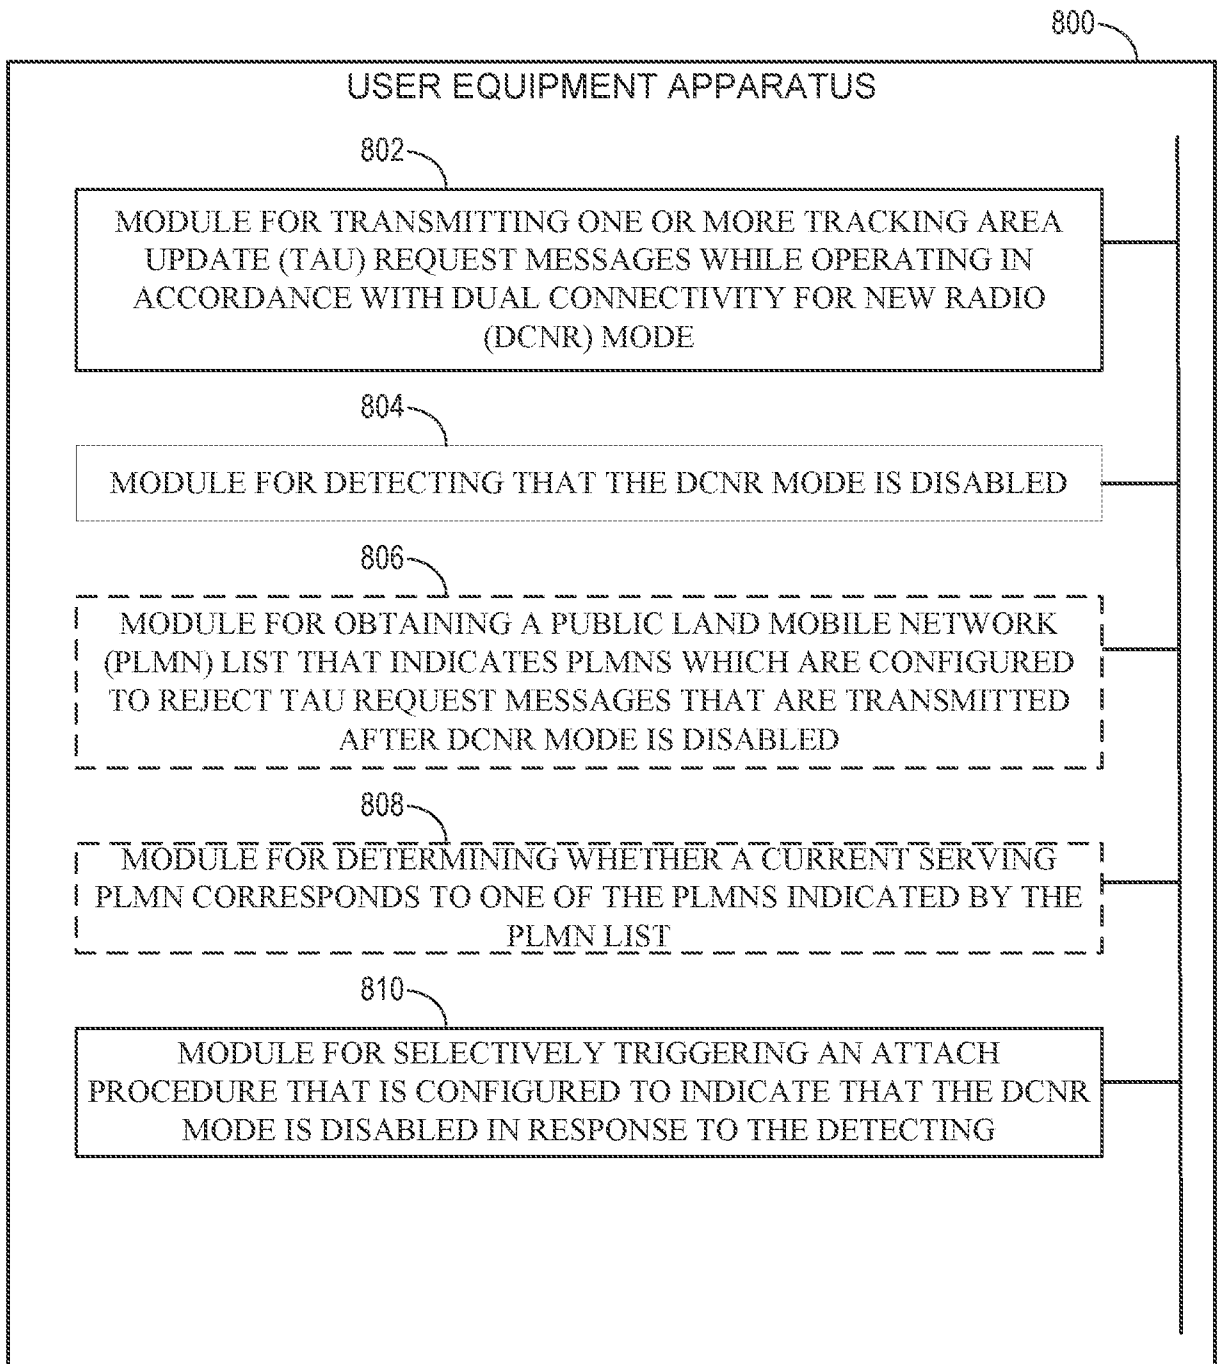 800
USER EQUIPMENT APPARATUS
802
MODULE FOR TRANSMITTING ONE OR MORE TRACKING AREA
UPDATE (TAU) REQUEST MESSAGES WHILE OPERATING IN
ACCORDANCE WITH DUAL CONNECTIVITY FOR NEW RADIO
(DCNR) MODE
804
MODULE FOR DETECTING THAT THE DCNR MODE IS DISABLED
806
MODULE FOR OBTAINING A PUBLIC LAND MOBILE NETWORK
(PLMN) LIST THAT INDICATES PLMNS WHICH ARE CONFIGURED
TO REJECT TAU REQUEST MESSAGES THAT ARE TRANSMITTED
AFTER DCNR MODE IS DISABLED
808
MODULE FOR DETERMINING WHETHER A CURRENT SERVING
PLMN CORRESPONDS TO ONE OF THE PLMNS INDICATED BY THE
PLMN LIST
810
MODULE FOR SELECTIVELY TRIGGERING AN ATTACH
PROCEDURE THAT IS CONFIGURED TO INDICATE THAT THE DCNR
MODE IS DISABLED IN RESPONSE TO THE DETECTING